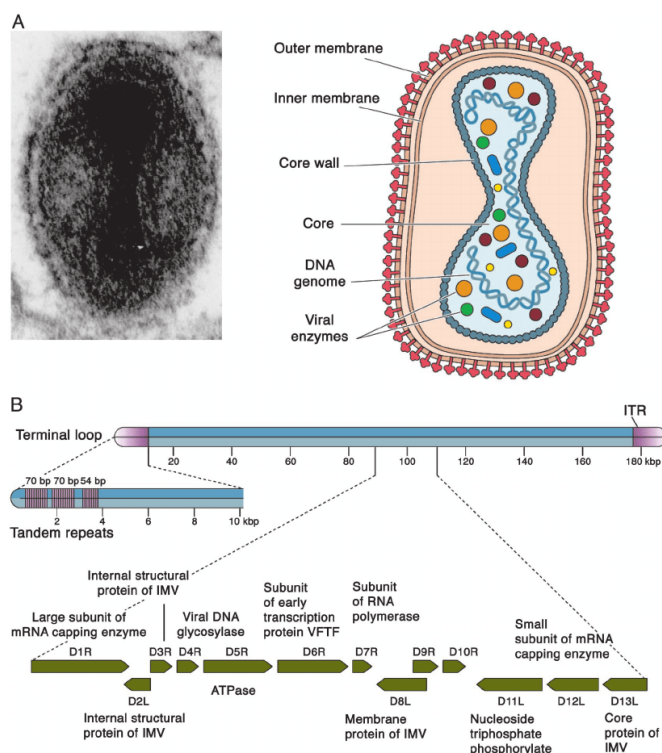 A
Outer membrane
Inner membrane
Core wall
Core
DNA
genome
Viral
enzymes
B
ITR
Terminal loop
20 40 60 80 100 120 140 160 180 kbp
70 bp 70 bp 54 bp
2 4 6 8 10 kbp
Tandem repeats
Internal structural
protein of IMV
Large subunit of
mRNA capping enzyme
Viral DNA
glycosylase
Subunit
of early
transcription
protein VFTF
Subunit
of RNA
polymerase
Small
subunit of mRNA
capping enzyme
D1R D3R D4R D5R D6R D7R D9R D10R
ATPase
D2L D8L D11L D12L D13L
Internal structural
protein of IMV
Membrane
protein of IMV
Nucleoside
triphosphate
phosphorylate
Core
protein
of IMV